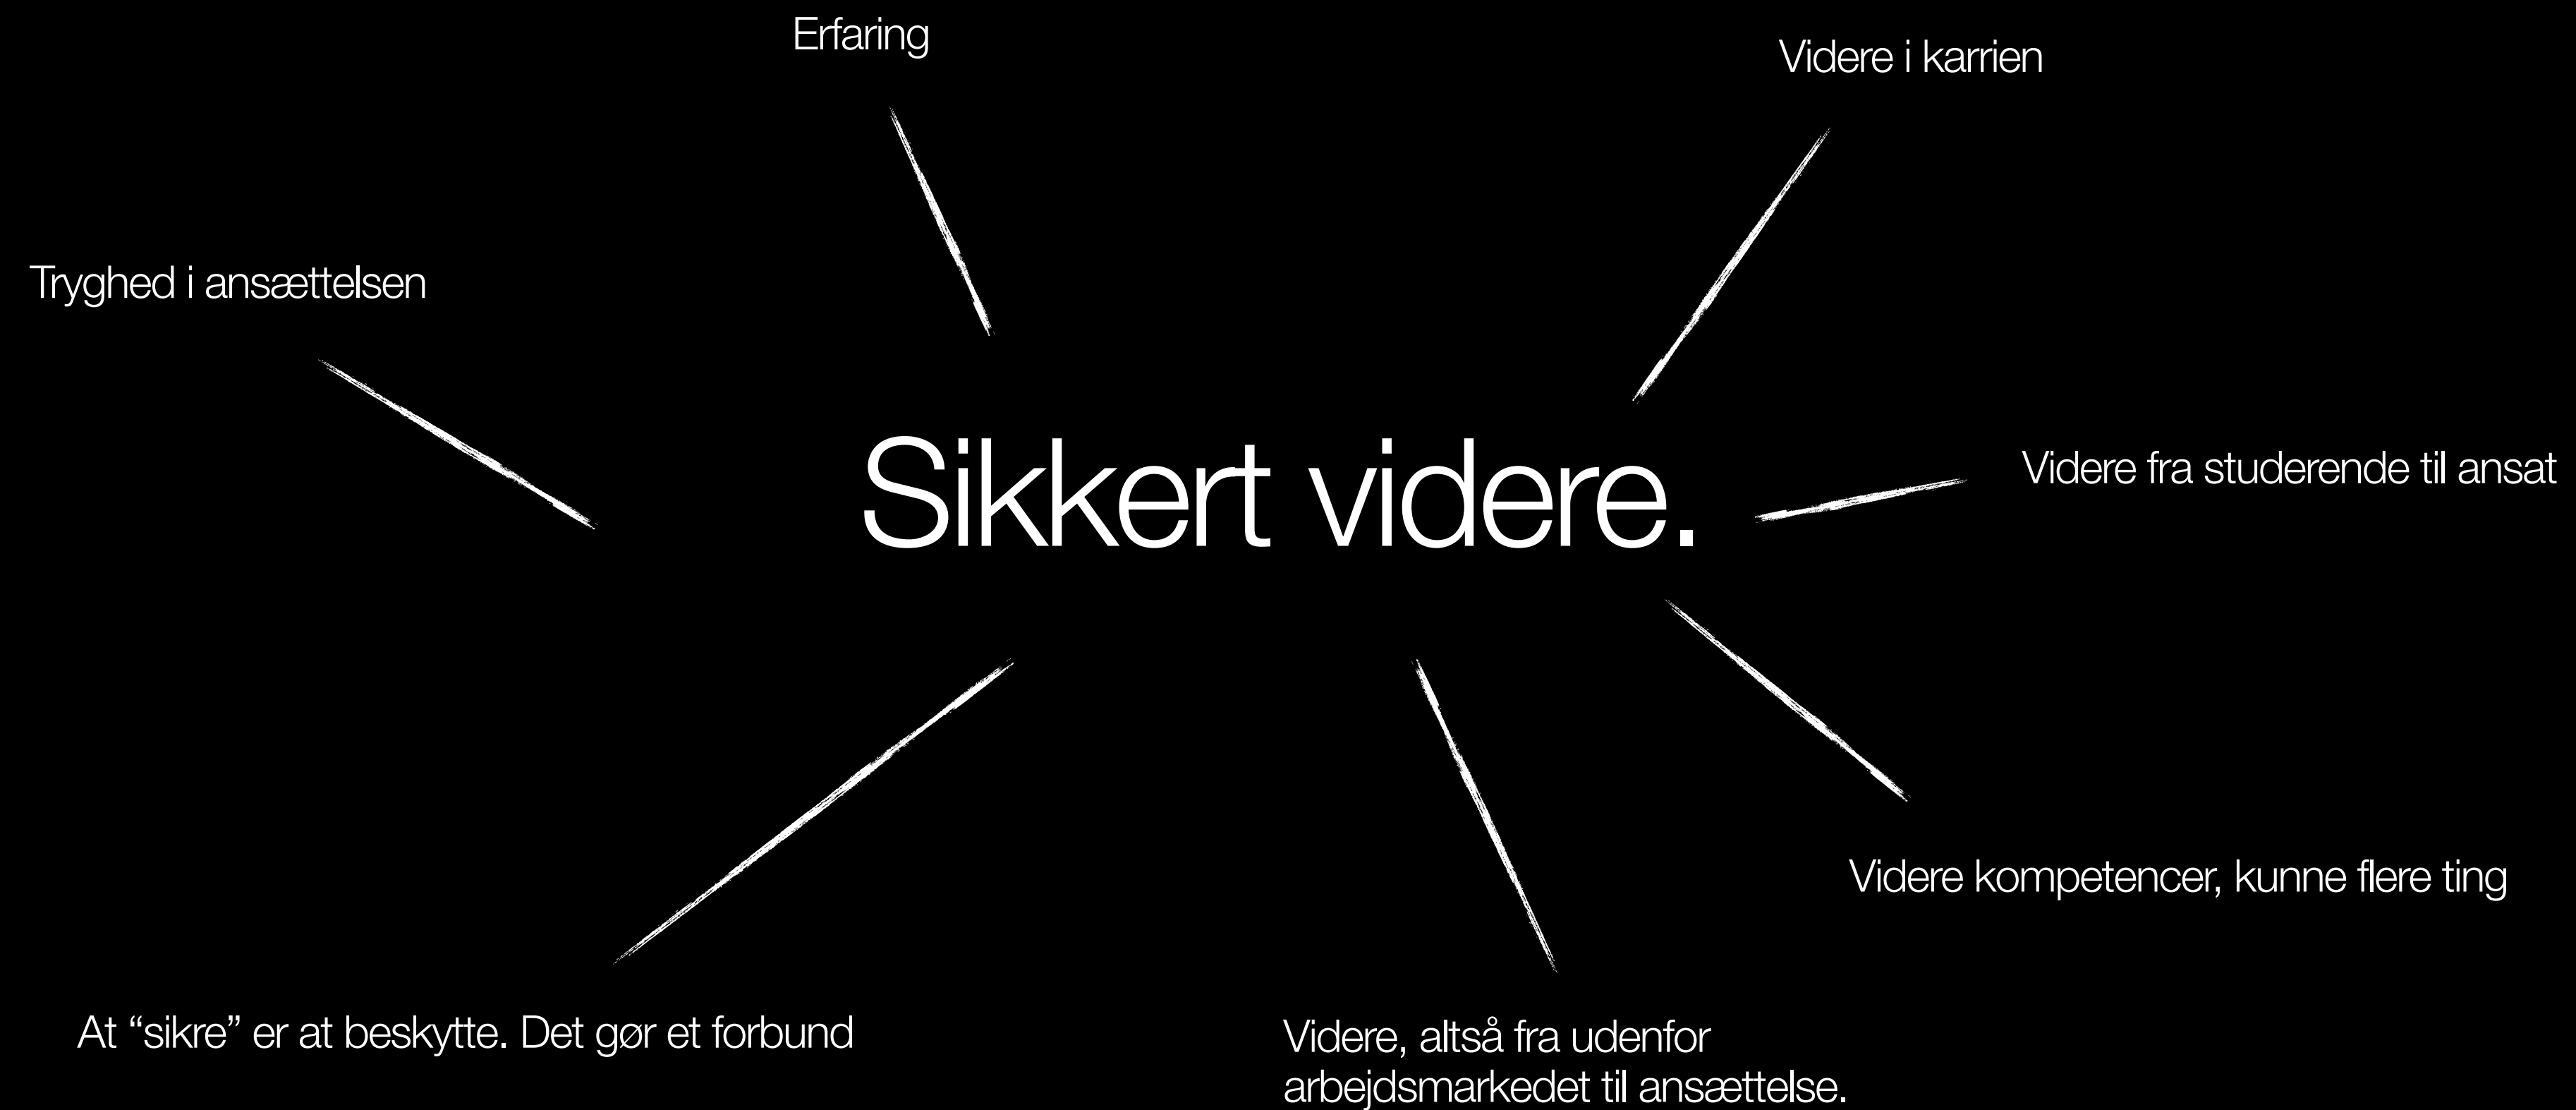 Erfaring
Videre i karrien
Tryghed i ansættelsen
Sikkert videre.
Videre fra studerende til ansat
Videre kompetencer, kunne flere ting
At “sikre” er at beskytte. Det gør et forbund
Videre, altså fra udenfor
arbejdsmarkedet til ansættelse.